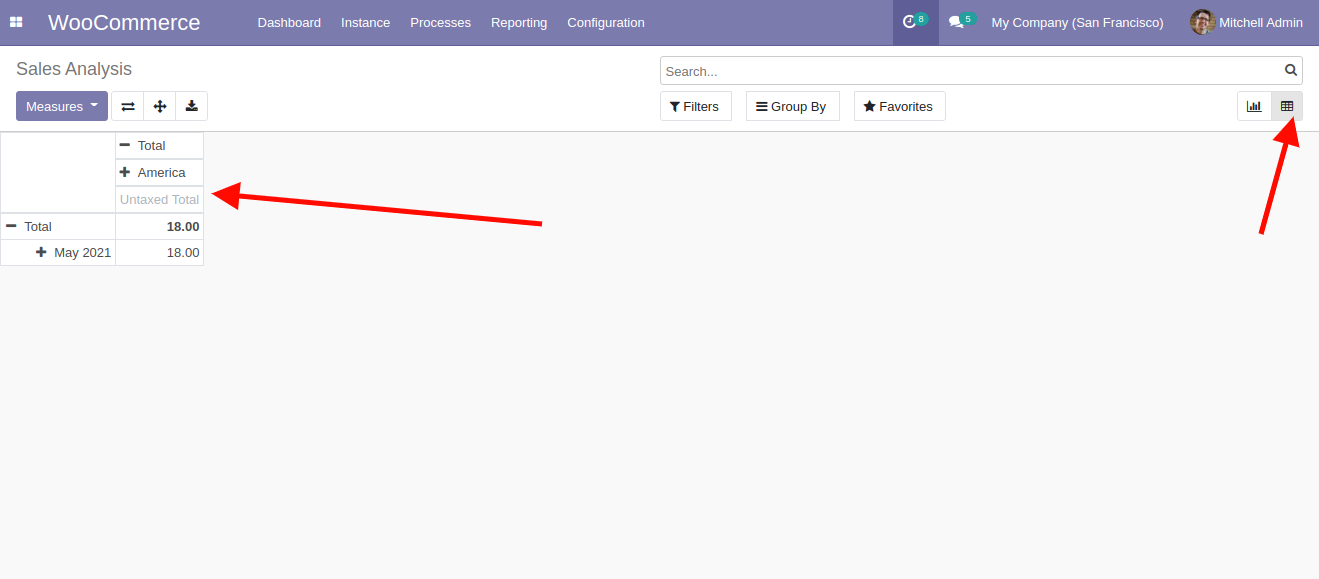 WooCommerce Dashboard Instance Processes Reporting Configuration 8 5 My Company (San Francisco) Mitchell Admin
Sales Analysis
Search...
Measures
Filters Group By Favorites
Total
America
Untaxed Total
Total 18.00
May 2021 18.00